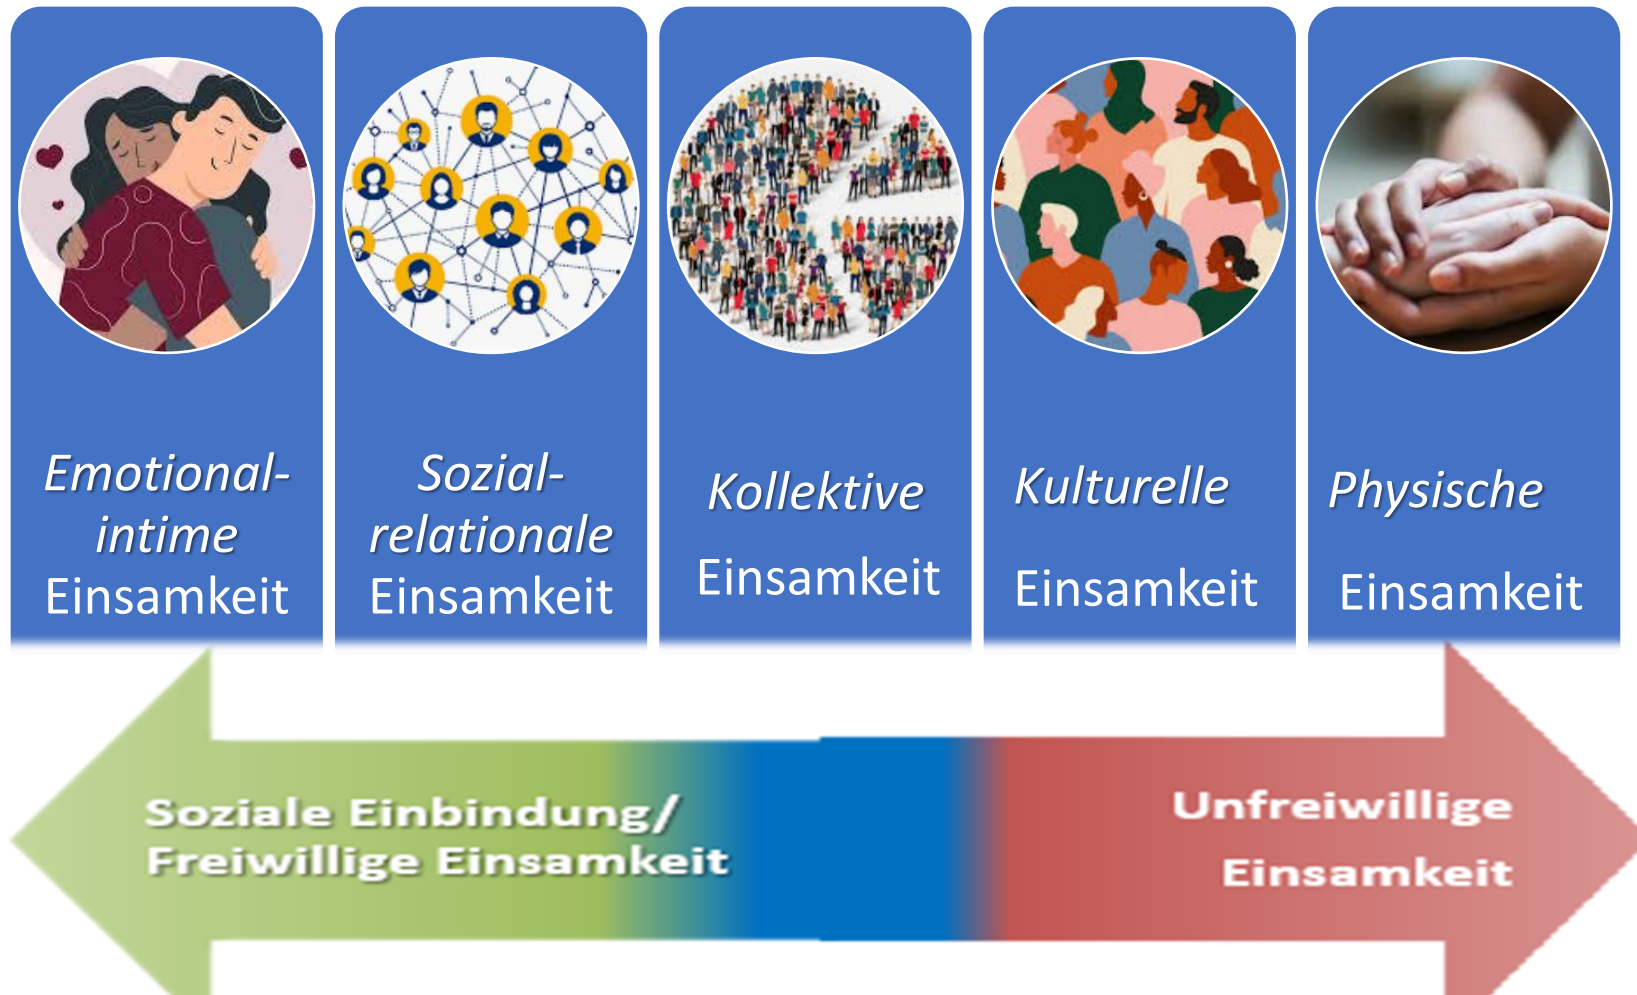 Emotional-
intime
Einsamkeit
Sozial-
relationale
Einsamkeit
Kollektive
Einsamkeit
Kulturelle
Einsamkeit
Physische
Einsamkeit
Soziale Einbindung/
Freiwillige Einsamkeit
Unfreiwillige
Einsamkeit